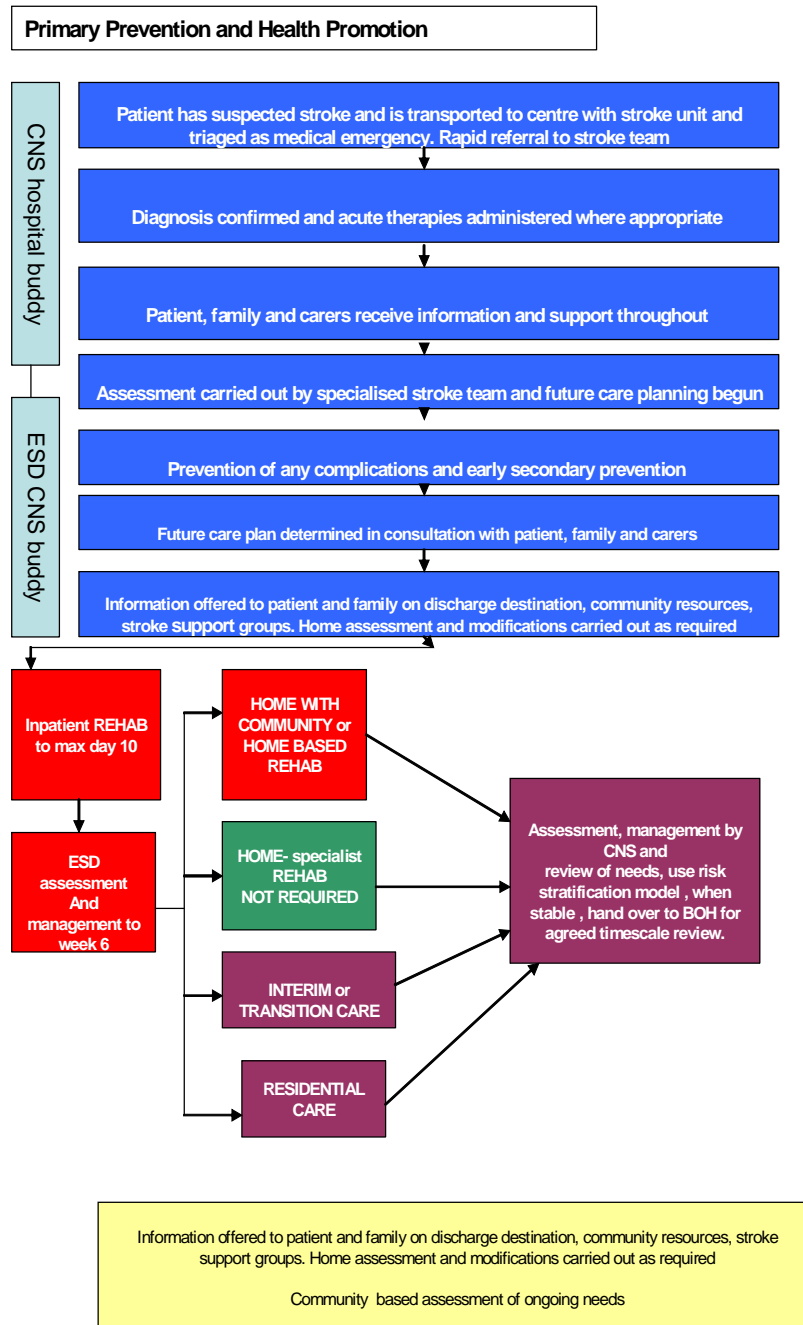 Primary Prevention and Health Promotion
CNS hospital buddy
Patient has suspected stroke and is transported to centre with stroke unit and
triaged as medical emergency. Rapid referral to stroke team
Diagnosis confirmed and acute therapies administered where appropriate
Patient, family and carers receive information and support throughout
Assessment carried out by specialised stroke team and future care planning begun
ESD CNS buddy
Prevention of any complications and early secondary prevention
Future care plan determined in consultation with patient, family and carers
Information offered to patient and family on discharge destination, community resources,
stroke support groups. Home assessment and modifications carried out as required
Inpatient REHAB
to max day 10
ESD
assessment
And
management to
week 6
HOME WITH
COMMUNITY or
HOME BASED
REHAB
HOME- specialist
REHAB
NOT REQUIRED
INTERIM or
TRANSITION CARE
RESIDENTIAL
CARE
Assessment, management by
CNS and
review of needs, use risk
stratification model , when
stable , hand over to BOH for
agreed timescale review.
Information offered to patient and family on discharge destination, community resources, stroke
support groups. Home assessment and modifications carried out as required
Community based assessment of ongoing needs